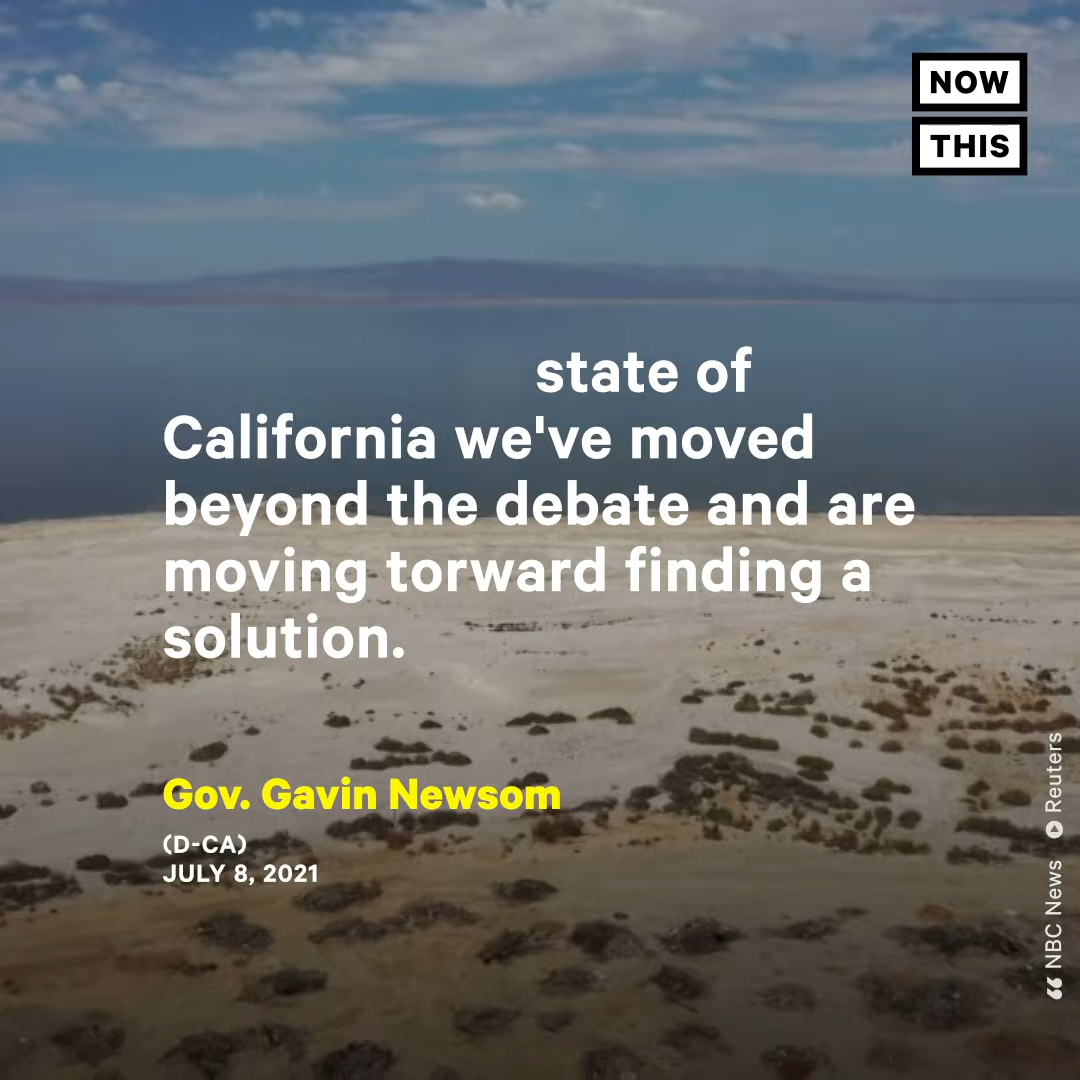 NOW
THIS
state of
California we've moved
beyond the debate and are
moving torward finding a
solution.
Gov. Gavin Newsom
(D-CA)
JULY 8, 2021
NBC News Reuters